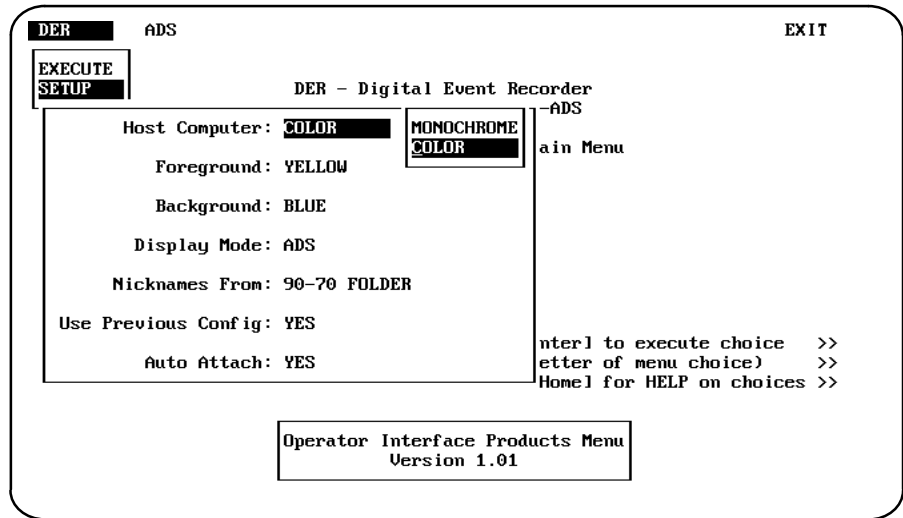 DER ADS EXIT
EXECUTE
SETUP
DER - Digital Event Recorder
-ADS
Host Computer: COLOR
MONOCHROME
COLOR
ain Menu
Foreground: YELLOW
Background: BLUE
Display Mode: ADS
Nicknames From: 90-70 FOLDER
Use Previous Config: YES
nter] to execute choice >>
Auto Attach: YES
etter of menu choice) >>
Home] for HELP on choices >>
Operator Interface Products Menu
Version 1.01